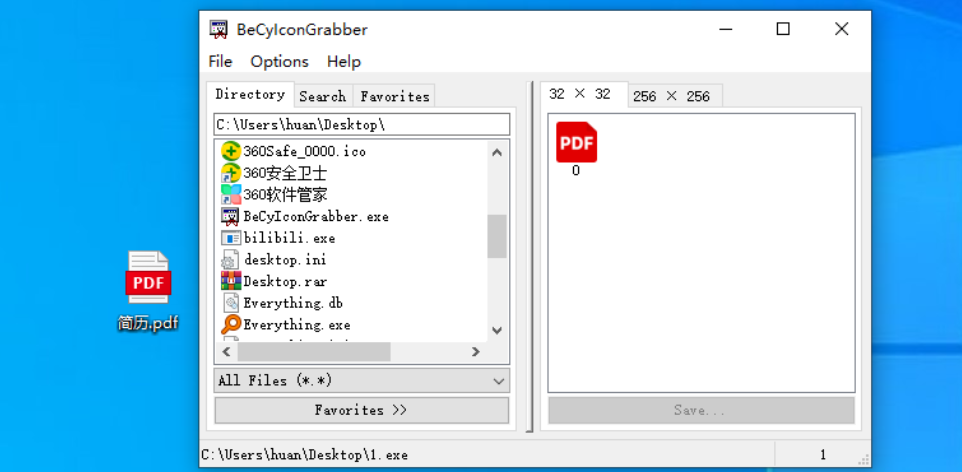 BeCyIconGrabber
File Options Help
Directory Search Favorites
C:\Users\huan\Desktop\
360Safe_0000.ico
360安全卫士
360软件管家
BeCyIconGrabber.exe
bilibili.exe
desktop.ini
Desktop.rar
Everything.db
Everything.exe
All Files (*.*)
Favorites >>
32 × 32
256 × 256
PDF
0
Save...
C:\Users\huan\Desktop\1.exe
1
PDF
简历.pdf